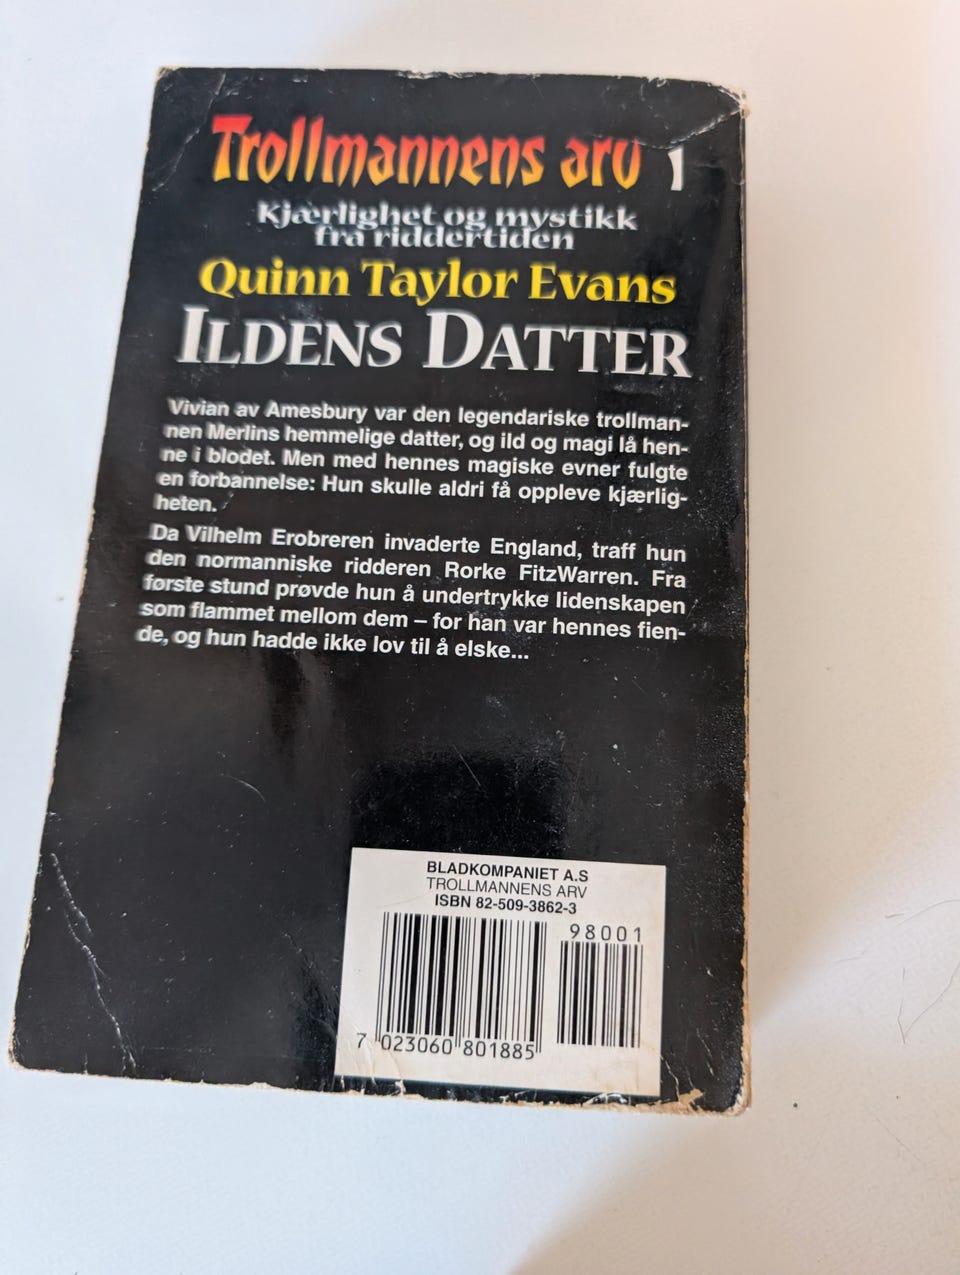 Trollmannens arv 1
Kjærlighet og mystikk
fra riddertiden
Quinn Taylor Evans
ILDENS DATTER
Vivian av Amesbury var den legendariske trollman-
nen Merlins hemmelige datter, og ild og magi lå hen-
ne i blodet. Men med hennes magiske evner fulgte
en forbannelse: Hun skulle aldri få oppleve kjærlig-
heten.
Da Vilhelm Erobreren invaderte England, traff hun
den normanniske ridderen Rorke FitzWarren. Fra
første stund prøvde hun å undertrykke lidenskapen
som flammet mellom dem – for han var hennes fien-
de, og hun hadde ikke lov til å elske...
BLADKOMPANIET A.S
TROLLMANNENS ARV
ISBN 82-509-3862-3
98001
7 023060 801885